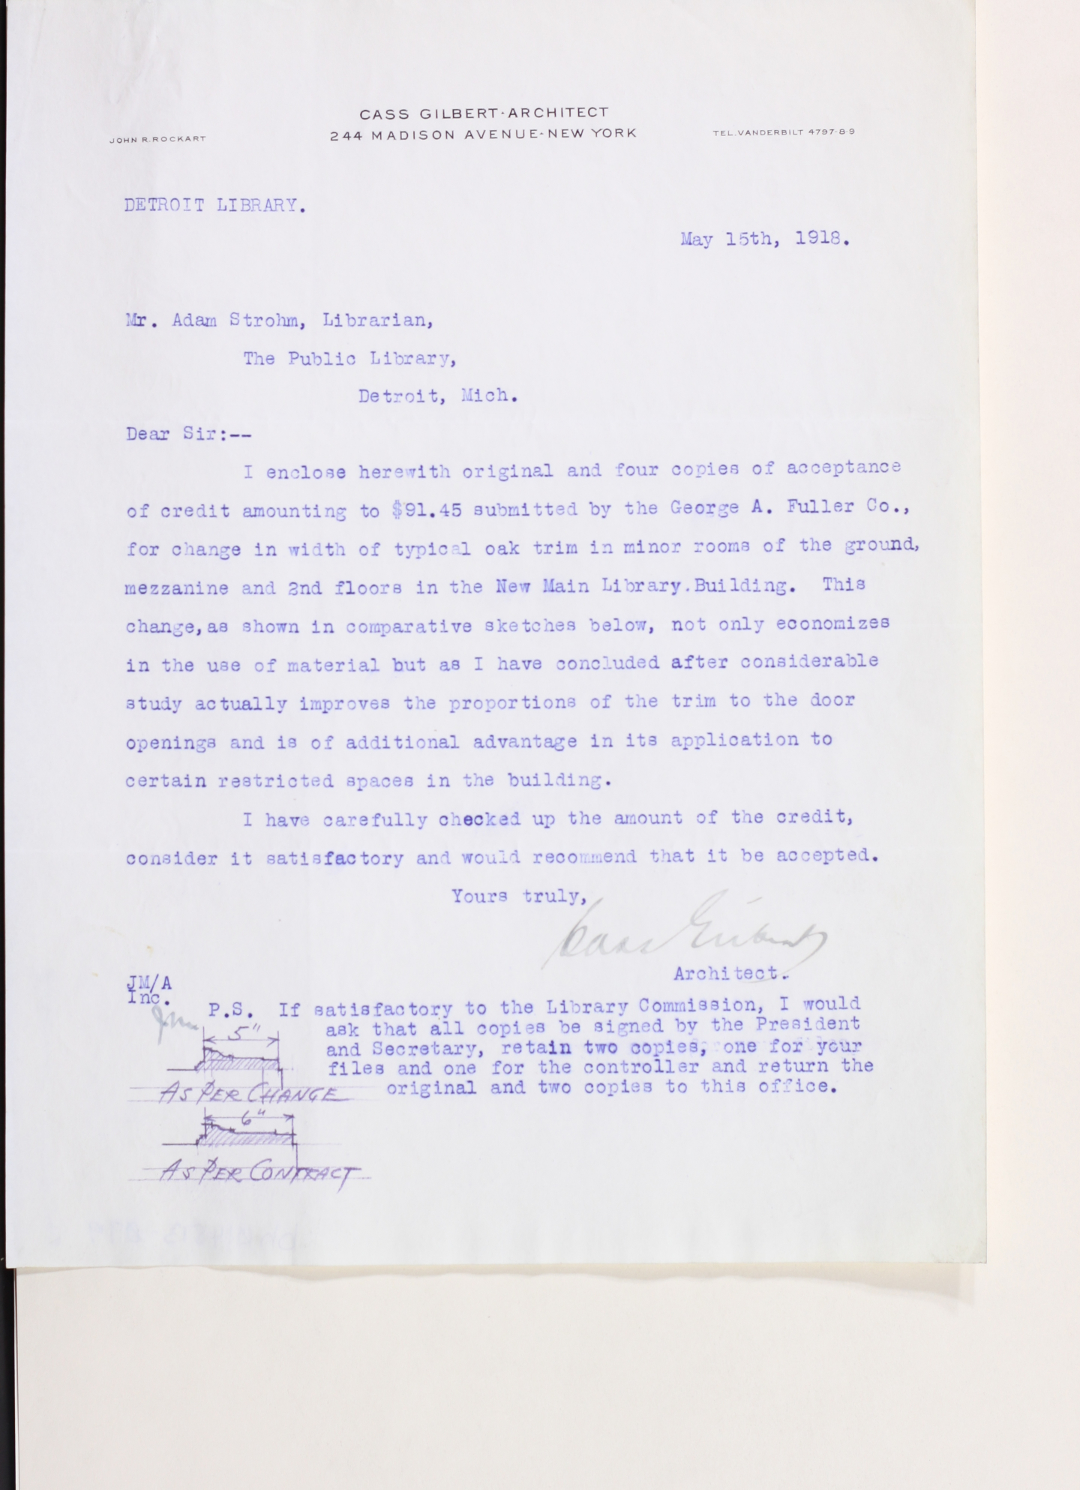 CASS GILBERT·ARCHITECT
JOHN R. ROCKART 244 MADISON AVENUE·NEW YORK TEL. VANDERBILT 4797·8·9
DETROIT LIBRARY.
May 15th, 1918.
Mr. Adam Strohm, Librarian,
The Public Library,
Detroit, Mich.
Dear Sir:--
I enclose herewith original and four copies of acceptance
of credit amounting to $91.45 submitted by the George A. Fuller Co.,
for change in width of typical oak trim in minor rooms of the ground,
mezzanine and 2nd floors in the New Main Library.Building. This
change,as shown in comparative sketches below, not only economizes
in the use of material but as I have concluded after considerable
study actually improves the proportions of the trim to the door
openings and is of additional advantage in its application to
certain restricted spaces in the building.
I have carefully checked up the amount of the credit,
consider it satisfactory and would recommend that it be accepted.
Yours truly,
Cass Gilbert
Architect.
JM/A
Inc.
P.S. If satisfactory to the Library Commission, I would
ask that all copies be signed by the President
and Secretary, retain two copies, one for your
files and one for the controller and return the
original and two copies to this office.
5"
AS PER CHANGE
6"
AS PER CONTRACT